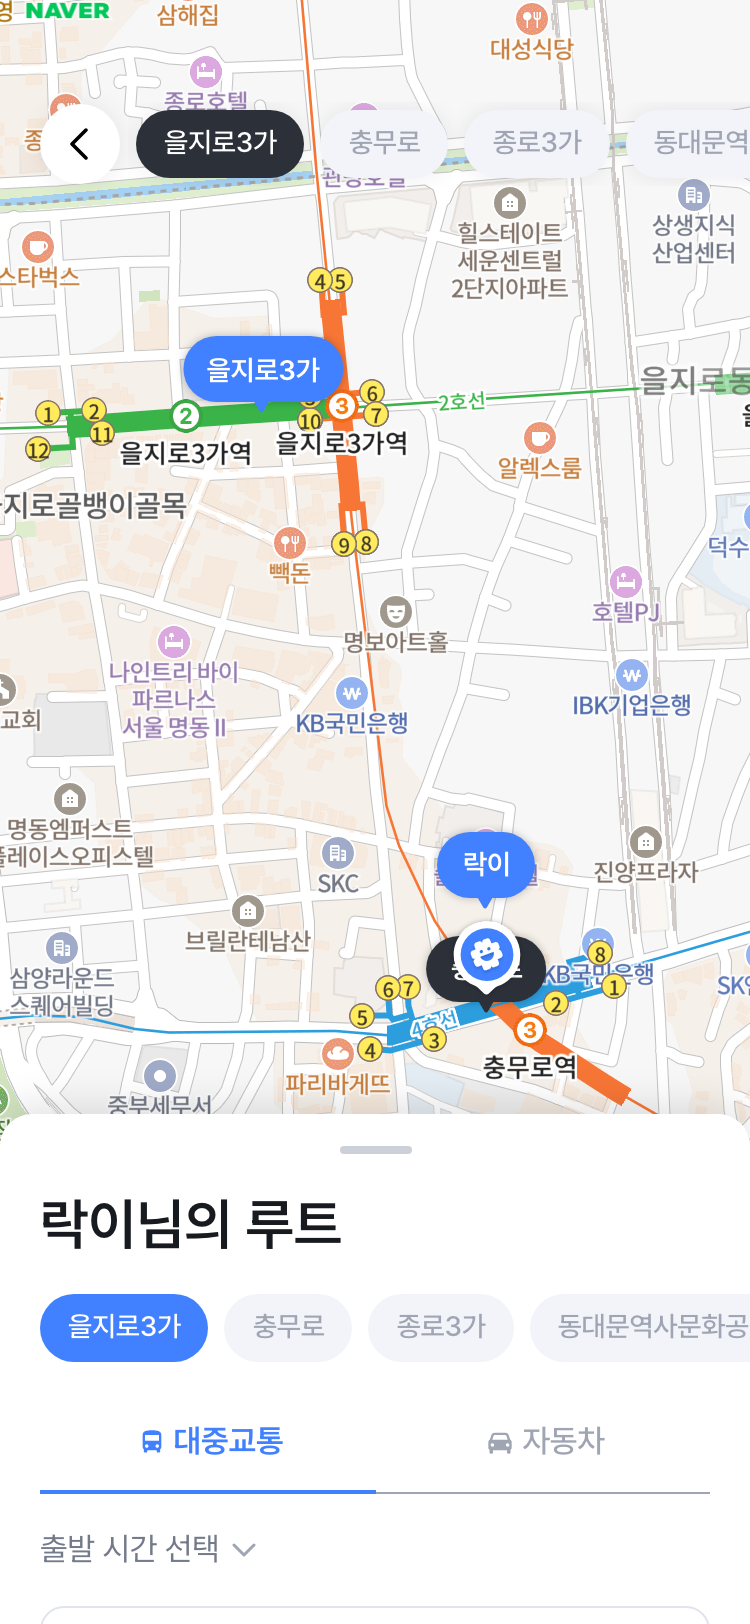 영 NAVER
삼해집
대성식당
종로호텔
을지로3가
충무로
종로3가
동대문역
관광호텔
힐스테이트
세운센트럴
2단지아파트
상생지식
산업센터
스타벅스
4 5
을지로3가
을지로동
2호선
6
3
7
10
1
2
11
12
2
을지로3가역
을지로3가역
알렉스룸
지로골뱅이골목
9 8
빽돈
덕수
호텔PJ
명보아트홀
나인트리 바이
파르나스
서울 명동 II
IBK기업은행
KB국민은행
교회
명동엠퍼스트
플레이스오피스텔
락이
진양프라자
SKC
브릴란테남산
KB국민은행
8
1
2
삼양라운드
스퀘어빌딩
6 7
5
4호선
3
4
3
충무로역
파리바게뜨
중부세무서
락이님의 루트
을지로3가
충무로
종로3가
동대문역사문화공
대중교통
자동차
출발 시간 선택